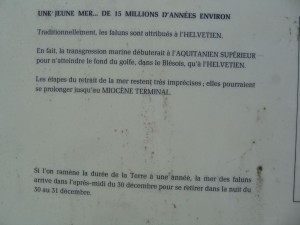 UNE JEUNE MER... DE 15 MILLIONS D'ANNÉES ENVIRON
Traditionnellement, les faluns sont attribués à l'HELVETIEN.
En fait, la transgression marine débuterait à l'AQUITANIEN SUPÉRIEUR
pour n'atteindre le fond du golfe, dans le Blésois, qu'à l'HELVETIEN.
Les étapes du retrait de la mer restent très imprécises ; elles pourraient
se prolonger jusqu'au MIOCÈNE TERMINAL.
Si l'on ramène la durée de la Terre à une année, la mer des faluns
arrive dans l'après-midi du 30 décembre pour se retirer dans la nuit du
30 au 31 décembre.